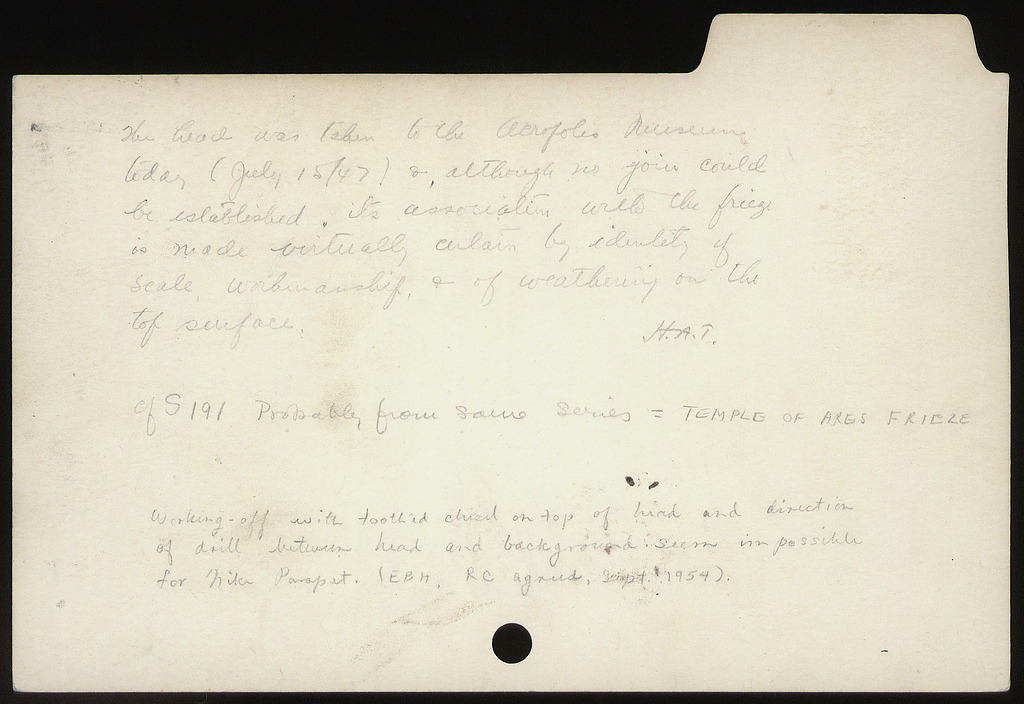 The head was taken to the Acropolis Museum
today (July 15/47) & although no join could
be established, its association with the frieze
is made virtually certain by identity of
scale, workmanship, & of weathering on the
top surface.
H.A.T.
cf S 191 Probably from same series = TEMPLE OF ARES FRIEZE
Working-off with toothed chisel on top of head and direction
of drill between head and background seem impossible
for Nike Parapet. (EBH, RC agreed, Sept. 1954).